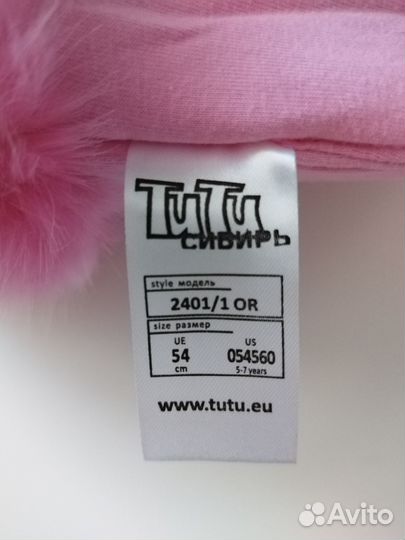 TuTu
СИБИРЬ
style модель
2401/1 OR
size размер
UE US
54 054560
cm 5-7 years
www.tutu.eu
Avito